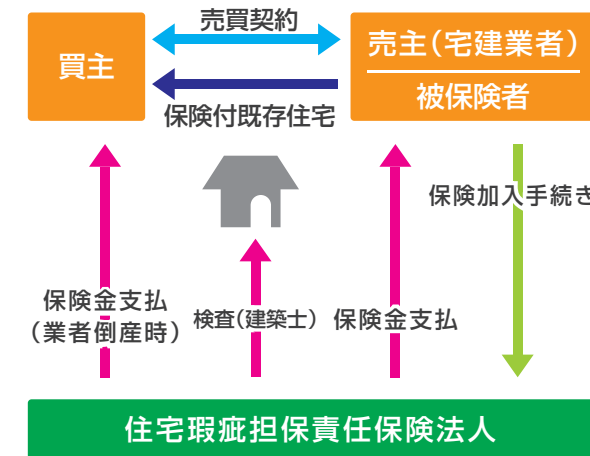 売買契約
買主
売主(宅建業者)
被保険者
保険付既存住宅
保険加入手続き
保険金支払
(業者倒産時)
検査(建築士)
保険金支払
住宅瑕疵担保責任保険法人